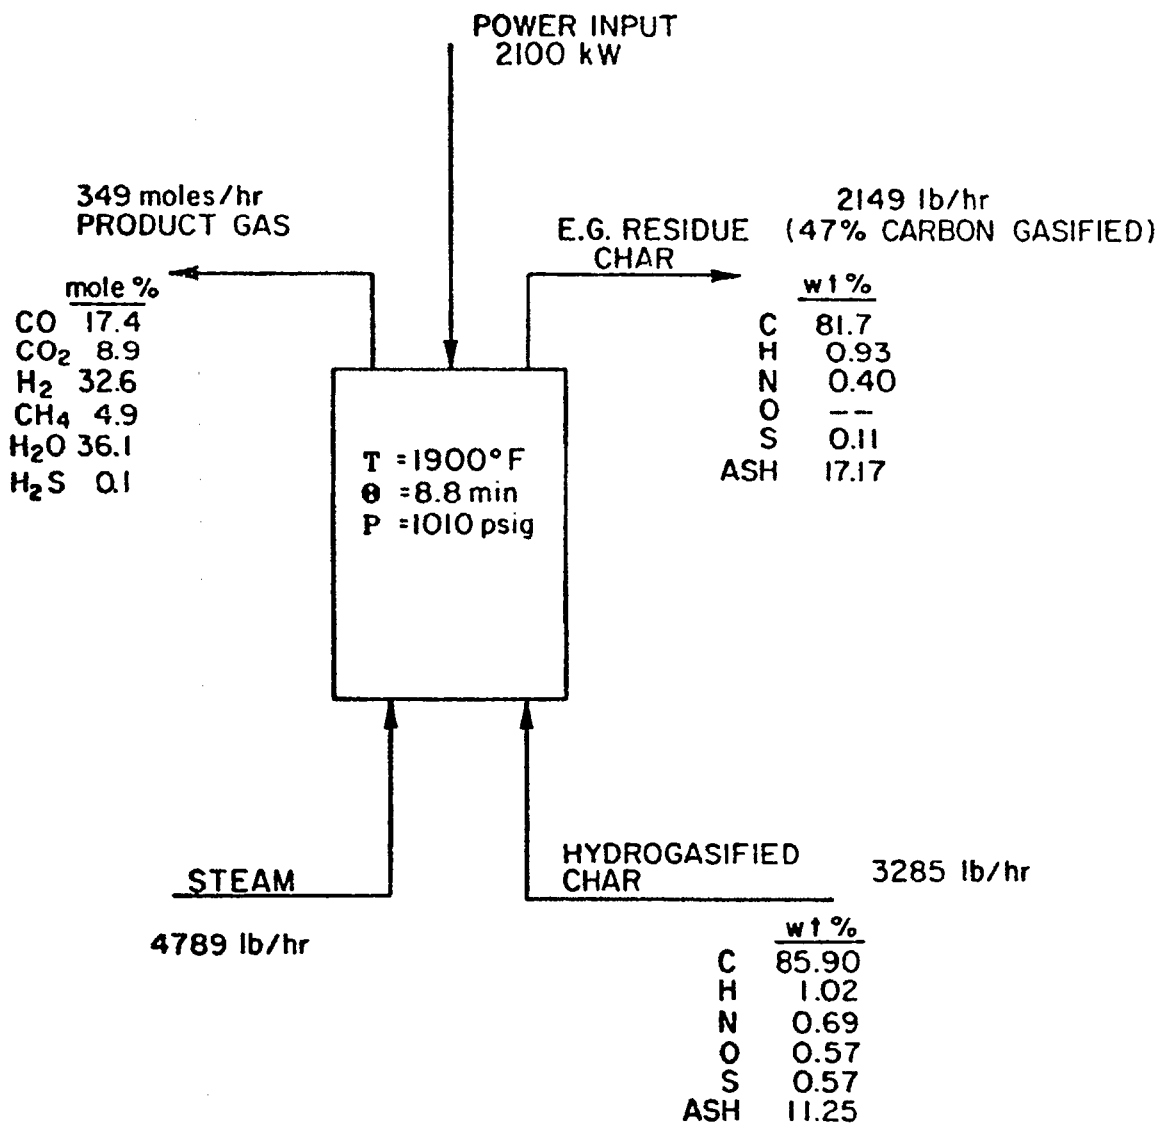 POWER INPUT
2100 kW
349 moles/hr
PRODUCT GAS
mole %
CO 17.4
CO₂ 8.9
H₂ 32.6
CH₄ 4.9
H₂O 36.1
H₂S 0.1
2149 lb/hr
E.G. RESIDUE (47% CARBON GASIFIED)
CHAR
wt%
C 81.7
H 0.93
N 0.40
O --
S 0.11
ASH 17.17
T =1900°F
Θ =8.8 min
P =1010 psig
STEAM
4789 lb/hr
HYDROGASIFIED
CHAR
3285 lb/hr
wt%
C 85.90
H 1.02
N 0.69
O 0.57
S 0.57
ASH 11.25